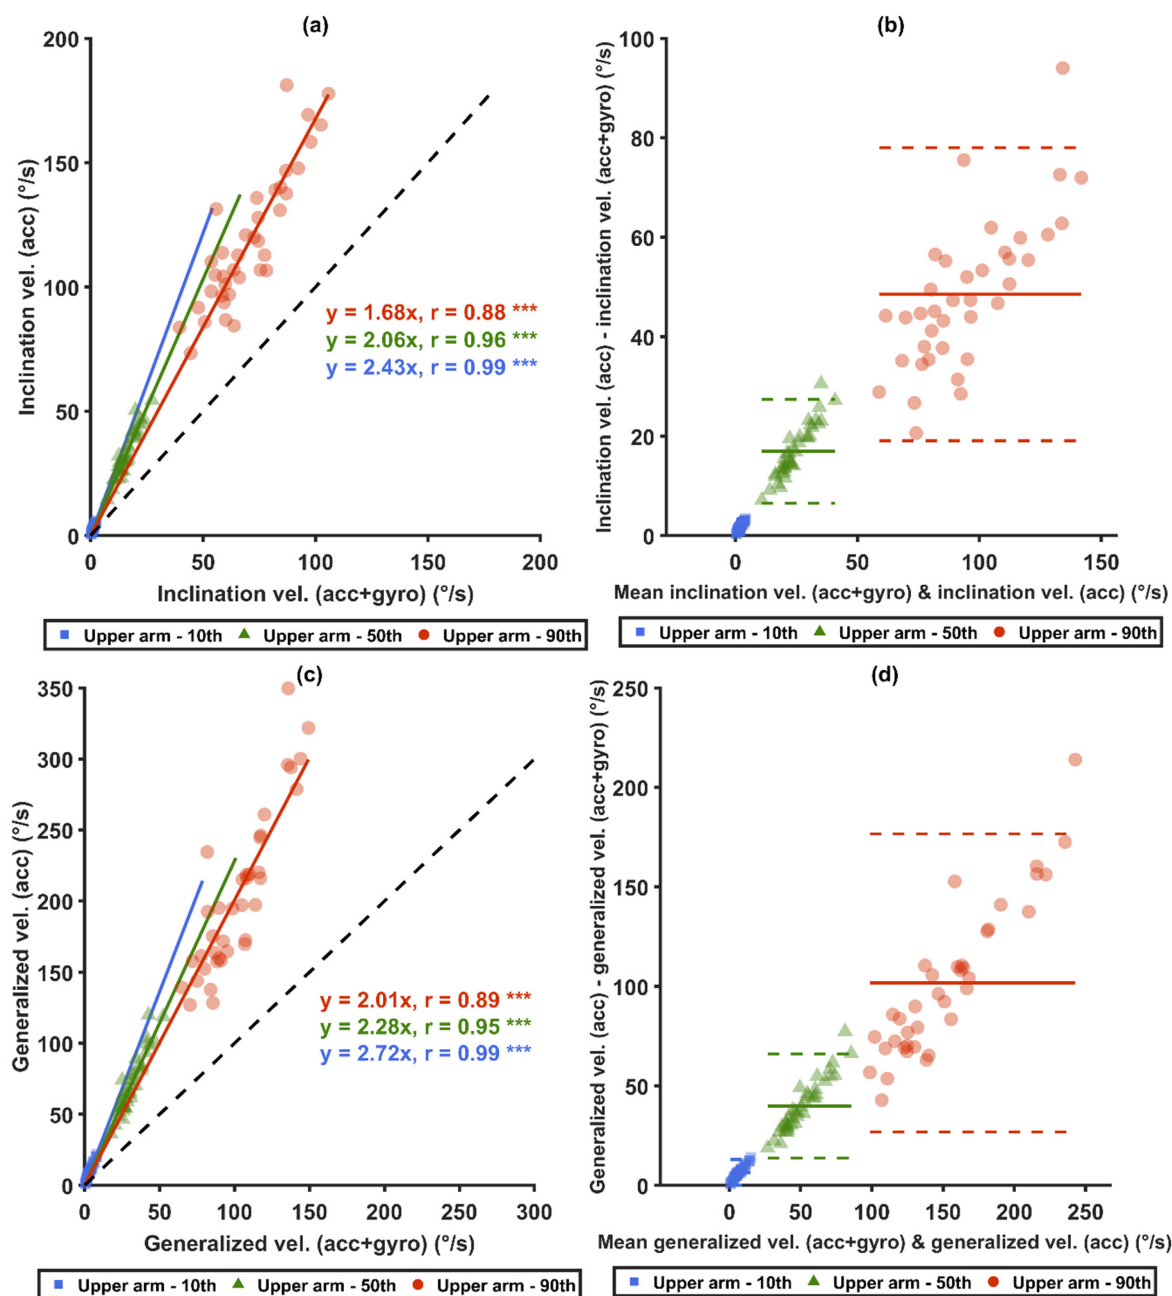 (a)
200
150
100
50
0
Inclination vel. (acc) (°/s)
y = 1.68x, r = 0.88 ***
y = 2.06x, r = 0.96 ***
y = 2.43x, r = 0.99 ***
0 50 100 150 200
Inclination vel. (acc+gyro) (°/s)
Upper arm - 10th Upper arm - 50th Upper arm - 90th
(b)
100
80
60
40
20
0
Inclination vel. (acc) - inclination vel. (acc+gyro) (°/s)
0 50 100 150
Mean inclination vel. (acc+gyro) & inclination vel. (acc) (°/s)
Upper arm - 10th Upper arm - 50th Upper arm - 90th
(c)
350
300
250
200
150
100
50
0
Generalized vel. (acc) (°/s)
y = 2.01x, r = 0.89 ***
y = 2.28x, r = 0.95 ***
y = 2.72x, r = 0.99 ***
0 50 100 150 200 250 300
Generalized vel. (acc+gyro) (°/s)
Upper arm - 10th Upper arm - 50th Upper arm - 90th
(d)
250
200
150
100
50
0
Generalized vel. (acc) - generalized vel. (acc+gyro) (°/s)
0 50 100 150 200 250
Mean generalized vel. (acc+gyro) & generalized vel. (acc) (°/s)
Upper arm - 10th Upper arm - 50th Upper arm - 90th